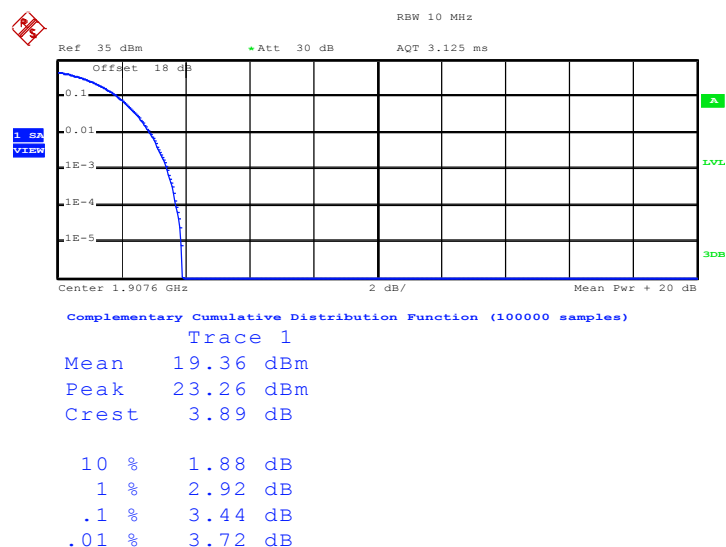 RBW 10 MHz
Ref 35 dBm *Att 30 dB AQT 3.125 ms
Offset 18 dB
0.1
A
0.01
1 SA
VIEW
1E-3
LVL
1E-4
1E-5
3DB
Center 1.9076 GHz 2 dB/ Mean Pwr + 20 dB
Complementary Cumulative Distribution Function (100000 samples)
Trace 1
Mean 19.36 dBm
Peak 23.26 dBm
Crest 3.89 dB
10 % 1.88 dB
1 % 2.92 dB
.1 % 3.44 dB
.01 % 3.72 dB